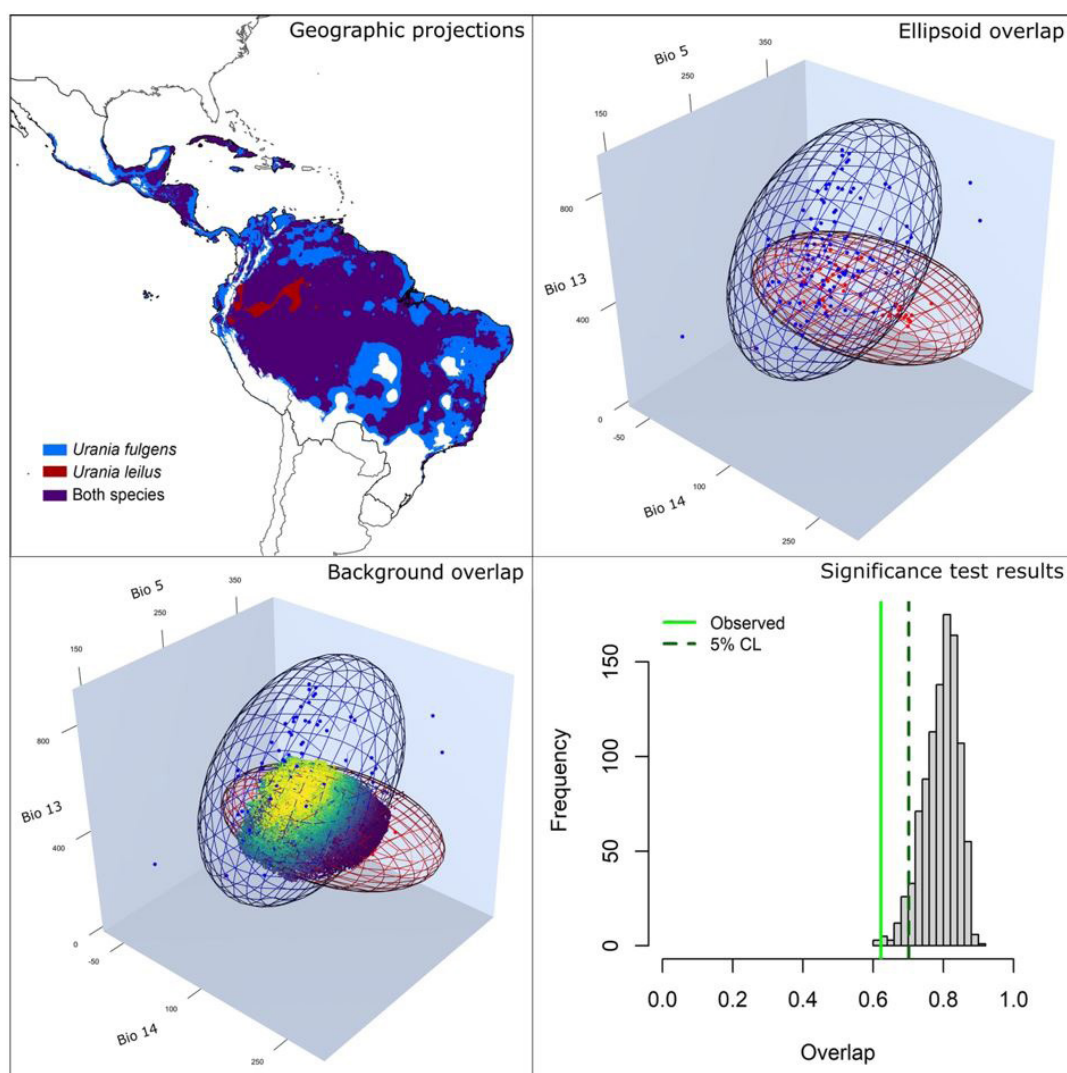 Geographic projections
Urania fulgens
Urania leilus
Both species
Ellipsoid overlap
Bio 5
350
250
150
800
Bio 13
400
0
-50
Bio 14
100
250
Background overlap
Bio 5
350
250
150
800
Bio 13
400
0
-50
Bio 14
100
250
Significance test results
Observed
5% CL
Frequency
150
100
50
0
0.0 0.2 0.4 0.6 0.8 1.0
Overlap